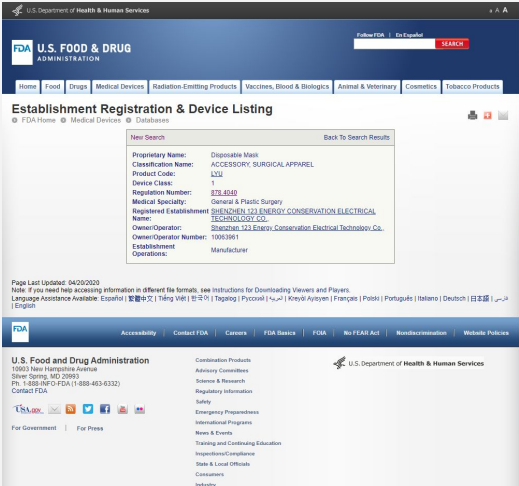 U.S. Department of Health & Human Services
a A A
Follow FDA | En Español
SEARCH
FDA U.S. FOOD & DRUG
ADMINISTRATION
Home Food Drugs Medical Devices Radiation-Emitting Products Vaccines, Blood & Biologics Animal & Veterinary Cosmetics Tobacco Products
Establishment Registration & Device Listing
FDA Home Medical Devices Databases
New Search Back To Search Results
Proprietary Name: Disposable Mask
Classification Name: ACCESSORY, SURGICAL APPAREL
Product Code: LYU
Device Class: 1
Regulation Number: 878.4040
Medical Specialty: General & Plastic Surgery
Registered Establishment Name: SHENZHEN 123 ENERGY CONSERVATION ELECTRICAL
TECHNOLOGY CO.,
Owner/Operator: Shenzhen 123 Energy Conservation Electrical Technology Co.,
Owner/Operator Number: 10063961
Establishment
Operations: Manufacturer
Page Last Updated: 04/20/2020
Note: If you need help accessing information in different file formats, see Instructions for Downloading Viewers and Players.
Language Assistance Available: Español | 繁體中文 | Tiếng Việt | 한국어 | Tagalog | Русский | العربية | Kreyòl Ayisyen | Français | Polski | Português | Italiano | Deutsch | 日本語 | فارسی
| English
FDA
Accessibility | Contact FDA | Careers | FDA Basics | FOIA | No FEAR Act | Nondiscrimination | Website Policies
U.S. Food and Drug Administration
10903 New Hampshire Avenue
Silver Spring, MD 20993
Ph. 1-888-INFO-FDA (1-888-463-6332)
Contact FDA
USA.gov
For Government | For Press
Combination Products
Advisory Committees
Science & Research
Regulatory Information
Safety
Emergency Preparedness
International Programs
News & Events
Training and Continuing Education
Inspections/Compliance
State & Local Officials
Consumers
Industry
U.S. Department of Health and Human Services